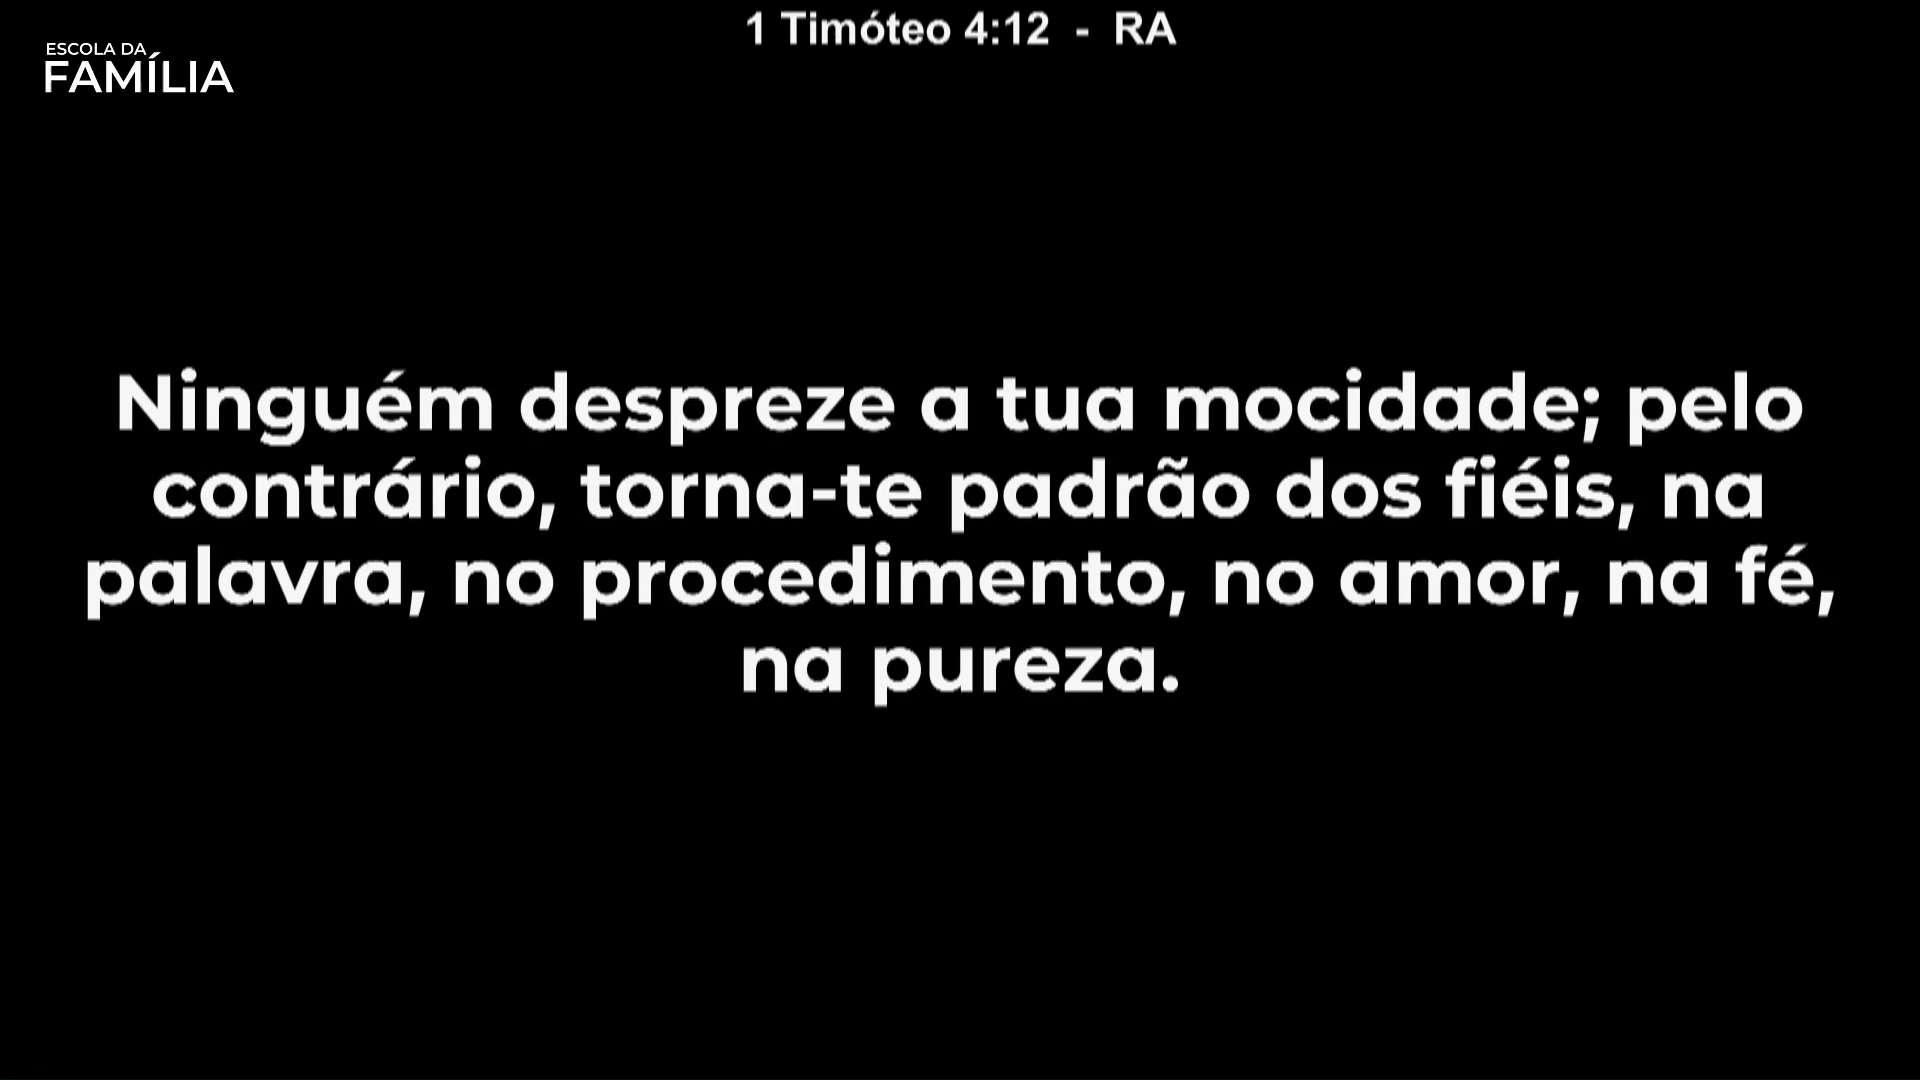 1 Timóteo 4:12 - RA
ESCOLA DA
FAMÍLIA
Ninguém despreze a tua mocidade; pelo
contrário, torna-te padrão dos fiéis, na
palavra, no procedimento, no amor, na fé,
na pureza.